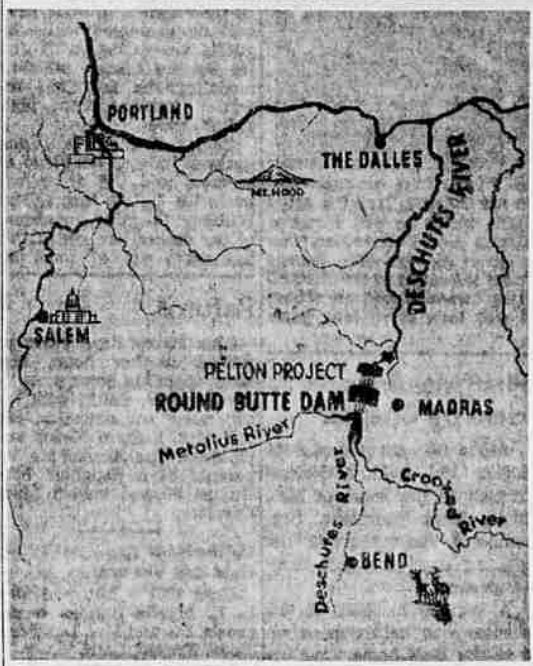 PORTLAND
THE DALLES
MT. HOOD
DESCHUTES RIVER
SALEM
PELTON PROJECT
ROUND BUTTE DAM
MADRAS
Metolius River
Crooked River
Deschutes River
BEND